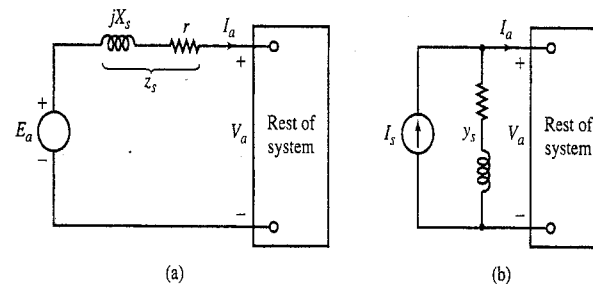 jX_s
r
I_a
z_s
+
E_a
−
+
V_a
−
Rest of
system
(a)
I_a
I_s
y_s
+
V_a
−
Rest of
system
(b)